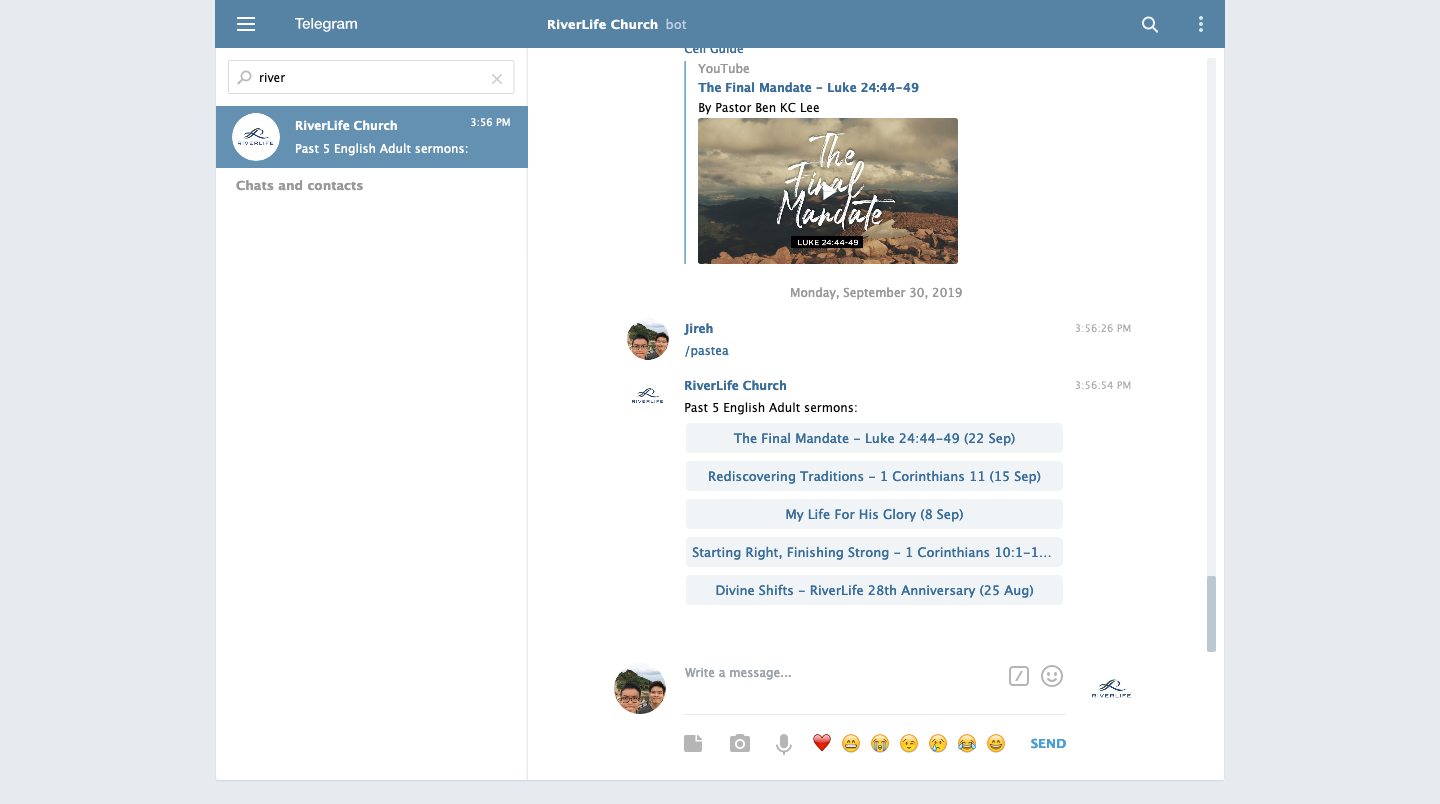 Telegram
RiverLife Church bot
river
RiverLife Church 3:56 PM
Past 5 English Adult sermons:
RIVERLIFE
Chats and contacts
Cell Guide
YouTube
The Final Mandate – Luke 24:44-49
By Pastor Ben KC Lee
The
Final
Mandate
LUKE 24:44-49
Monday, September 30, 2019
Jireh 3:56:26 PM
/pastea
RiverLife Church 3:56:54 PM
RIVERLIFE
Past 5 English Adult sermons:
The Final Mandate – Luke 24:44-49 (22 Sep)
Rediscovering Traditions – 1 Corinthians 11 (15 Sep)
My Life For His Glory (8 Sep)
Starting Right, Finishing Strong – 1 Corinthians 10:1-1...
Divine Shifts – RiverLife 28th Anniversary (25 Aug)
Write a message...
RIVERLIFE
SEND